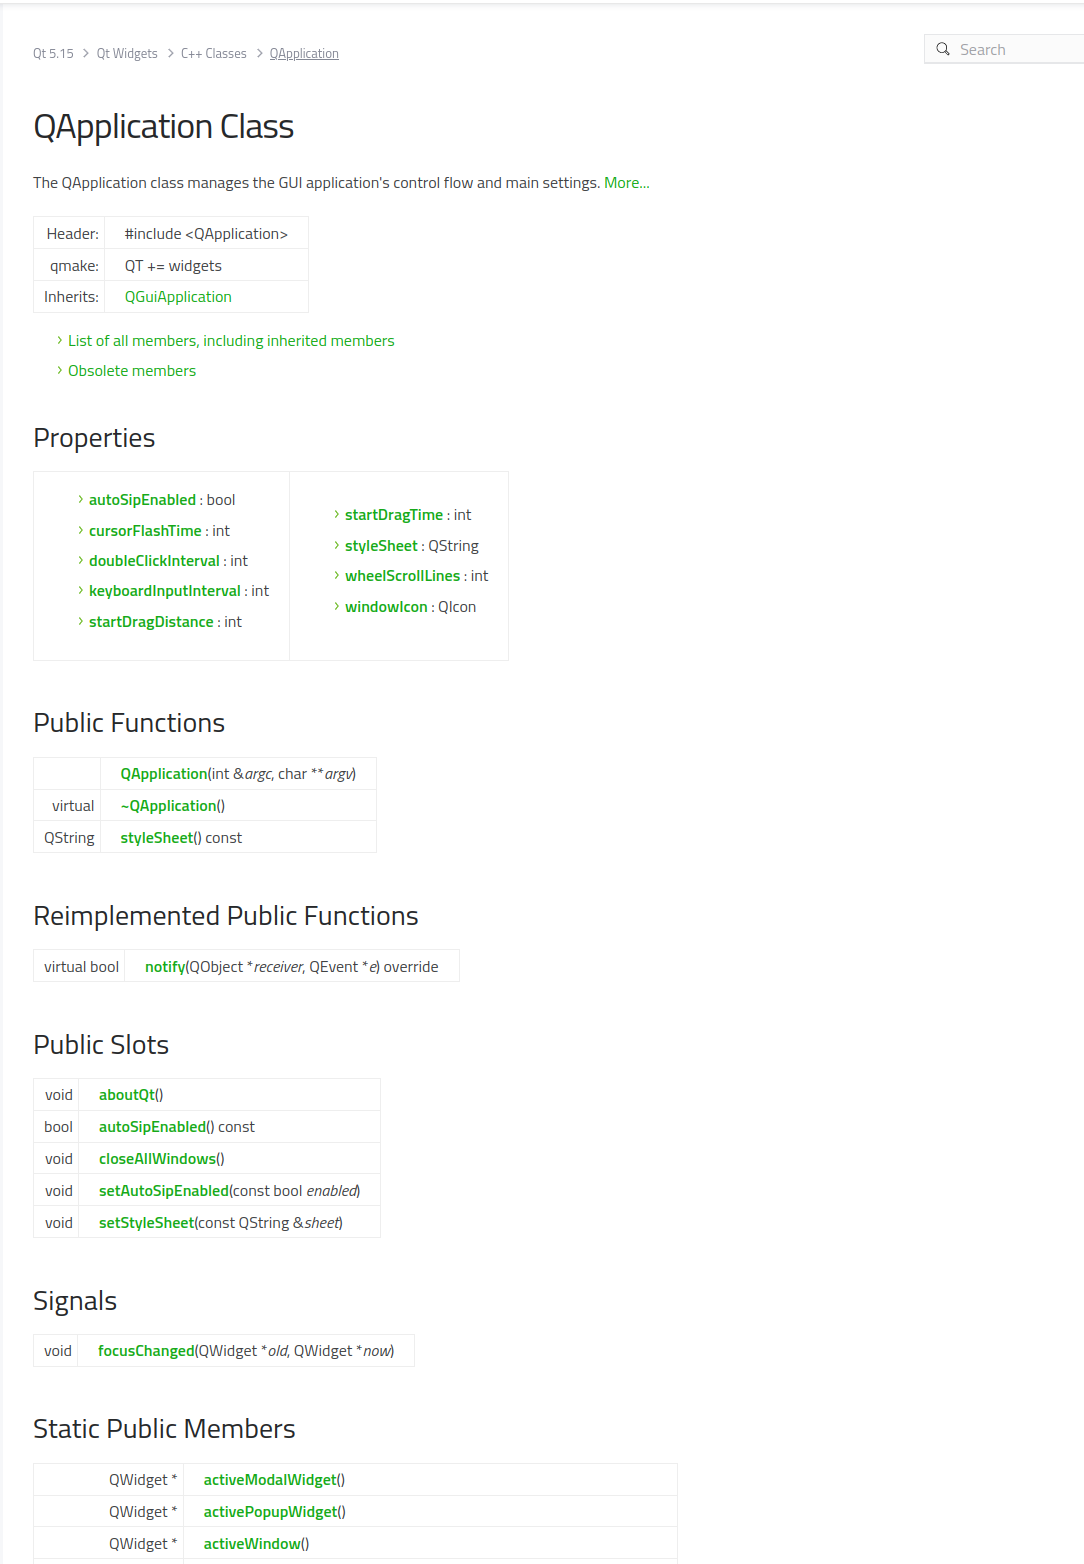 Qt 5.15 > Qt Widgets > C++ Classes > QApplication
Search
QApplication Class
The QApplication class manages the GUI application's control flow and main settings. More...
Header: #include <QApplication>
qmake: QT += widgets
Inherits: QGuiApplication
> List of all members, including inherited members
> Obsolete members
Properties
> autoSipEnabled : bool
> cursorFlashTime : int
> doubleClickInterval : int
> keyboardInputInterval : int
> startDragDistance : int
> startDragTime : int
> styleSheet : QString
> wheelScrollLines : int
> windowIcon : QIcon
Public Functions
QApplication(int &argc, char **argv)
virtual ~QApplication()
QString styleSheet() const
Reimplemented Public Functions
virtual bool notify(QObject *receiver, QEvent *e) override
Public Slots
void aboutQt()
bool autoSipEnabled() const
void closeAllWindows()
void setAutoSipEnabled(const bool enabled)
void setStyleSheet(const QString &sheet)
Signals
void focusChanged(QWidget *old, QWidget *now)
Static Public Members
QWidget * activeModalWidget()
QWidget * activePopupWidget()
QWidget * activeWindow()